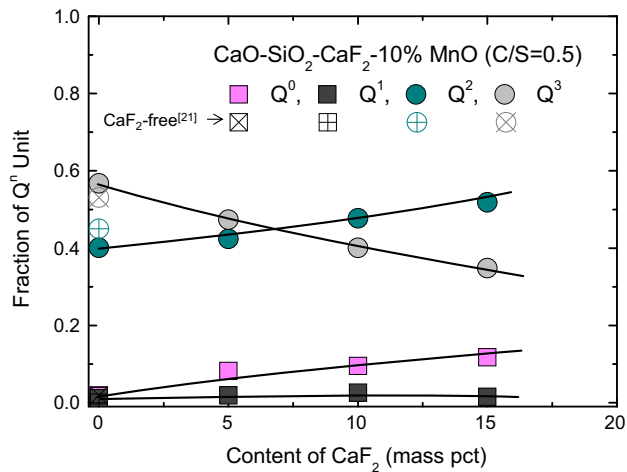 CaO-SiO₂-CaF₂-10% MnO (C/S=0.5)
Q⁰, Q¹, Q², Q³
CaF₂-free[21]
Fraction of Qⁿ Unit
1.0
0.8
0.6
0.4
0.2
0.0
0 5 10 15 20
Content of CaF₂ (mass pct)